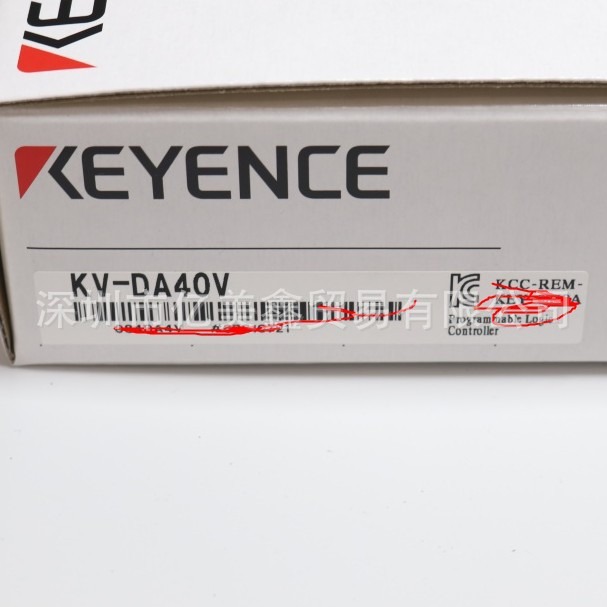 KEYENCE
KV-DA40V
KCC-REM-
Programmable Logic
Controller
深圳市亿美鑫贸易有限公司